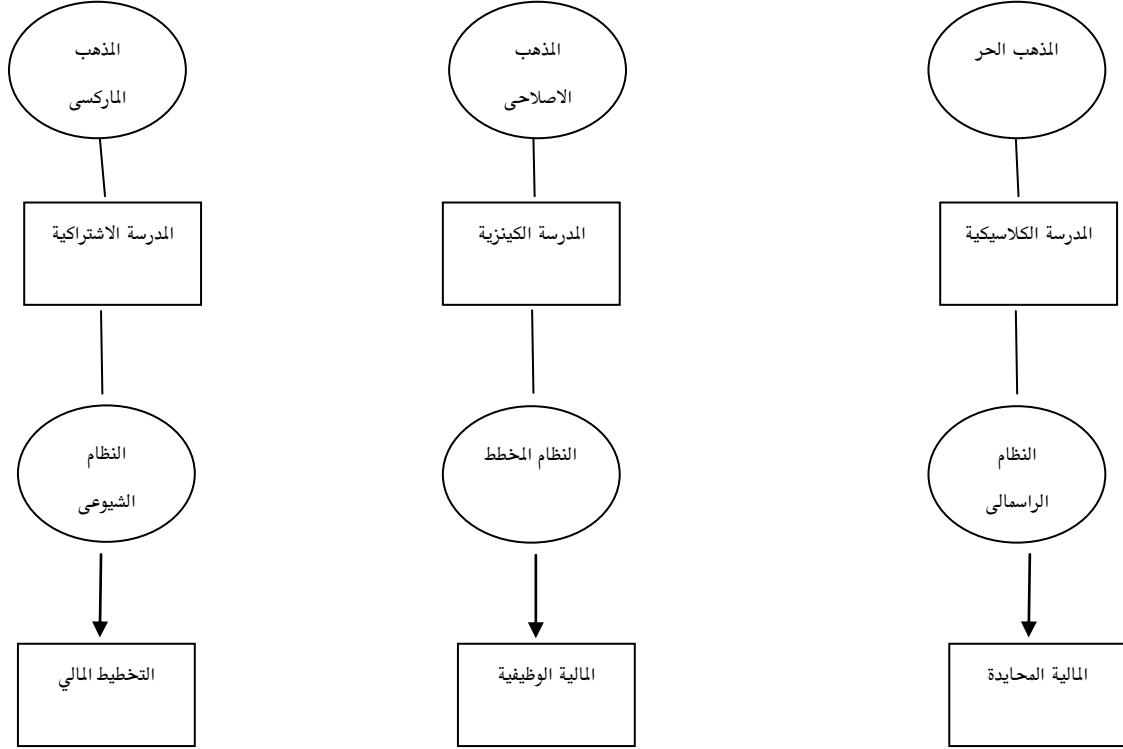 المذهب الحر
المذهب
الاصلاحى
المذهب
الماركسى
المدرسة الكلاسيكية
المدرسة الكينزية
المدرسة الاشتراكية
النظام
الراسمالى
النظام المخطط
النظام
الشيوعى
المالية المحايدة
المالية الوظيفية
التخطيط المالي